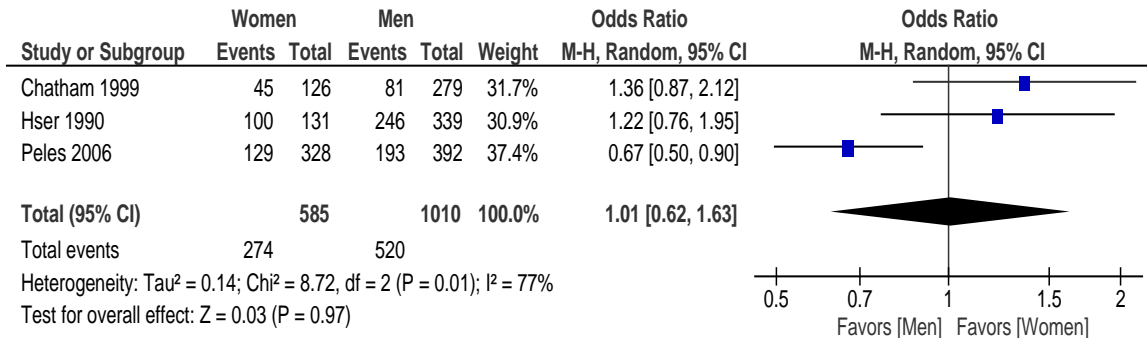 Women Men Odds Ratio Odds Ratio
Study or Subgroup Events Total Events Total Weight M-H, Random, 95% CI M-H, Random, 95% CI
Chatham 1999 45 126 81 279 31.7% 1.36 [0.87, 2.12]
Hser 1990 100 131 246 339 30.9% 1.22 [0.76, 1.95]
Peles 2006 129 328 193 392 37.4% 0.67 [0.50, 0.90]
Total (95% CI) 585 1010 100.0% 1.01 [0.62, 1.63]
Total events 274 520
Heterogeneity: Tau² = 0.14; Chi² = 8.72, df = 2 (P = 0.01); I² = 77%
Test for overall effect: Z = 0.03 (P = 0.97)
0.5 0.7 1 1.5 2
Favors [Men] Favors [Women]